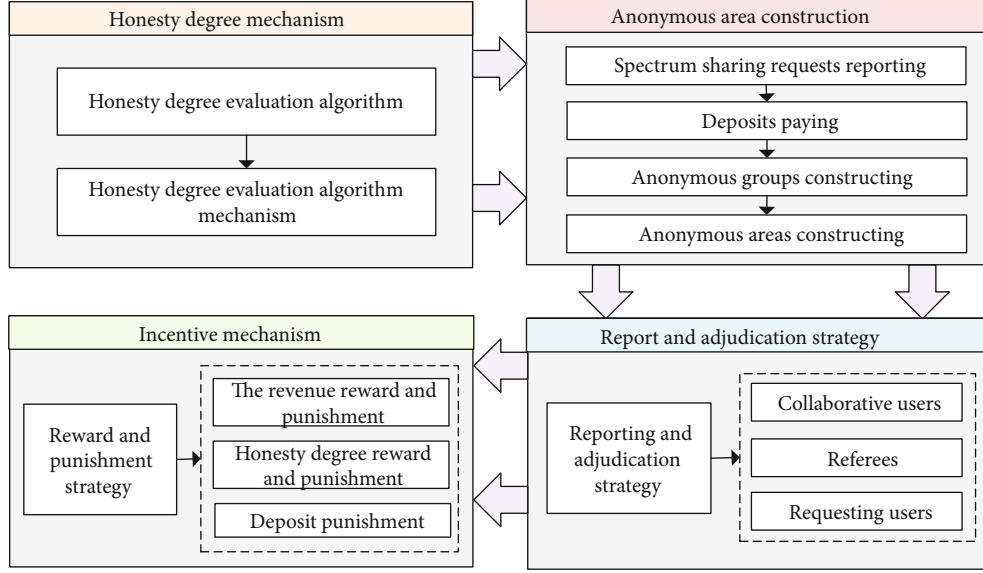 Honesty degree mechanism
Honesty degree evaluation algorithm
Honesty degree evaluation algorithm
mechanism
Anonymous area construction
Spectrum sharing requests reporting
Deposits paying
Anonymous groups constructing
Anonymous areas constructing
Incentive mechanism
Reward and
punishment
strategy
The revenue reward and
punishment
Honesty degree reward
and punishment
Deposit punishment
Report and adjudication strategy
Reporting and
adjudication
strategy
Collaborative users
Referees
Requesting users